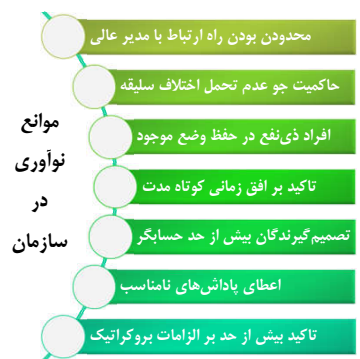 موانع
نوآوری
در
سازمان
محدودن بودن راه ارتباط با مدیر عالی
حاکمیت جو عدم تحمل اختلاف سلیقه
افراد ذی‌نفع در حفظ وضع موجود
تاکید بر افق زمانی کوتاه مدت
تصمیم‌گیرندگان بیش از حد حسابگر
اعطای پاداش‌های نامناسب
تاکید بیش از حد بر الزامات بروکراتیک